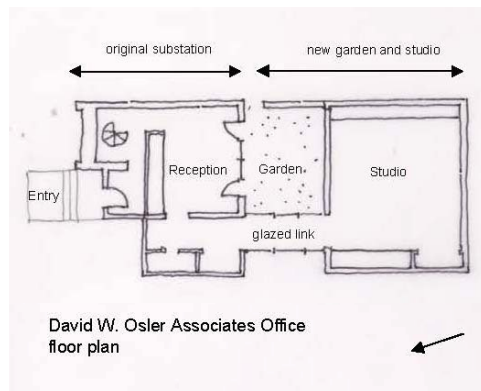 original substation
new garden and studio
Reception
Garden
Studio
Entry
glazed link
David W. Osler Associates Office
floor plan